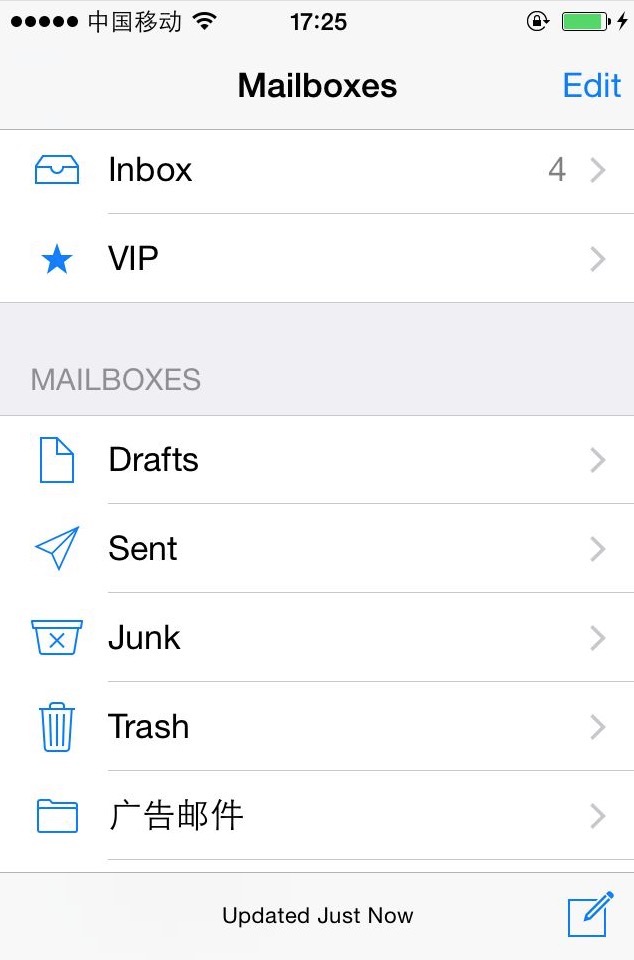 中国移动 17:25
Mailboxes Edit
Inbox 4
VIP
MAILBOXES
Drafts
Sent
Junk
Trash
广告邮件
Updated Just Now